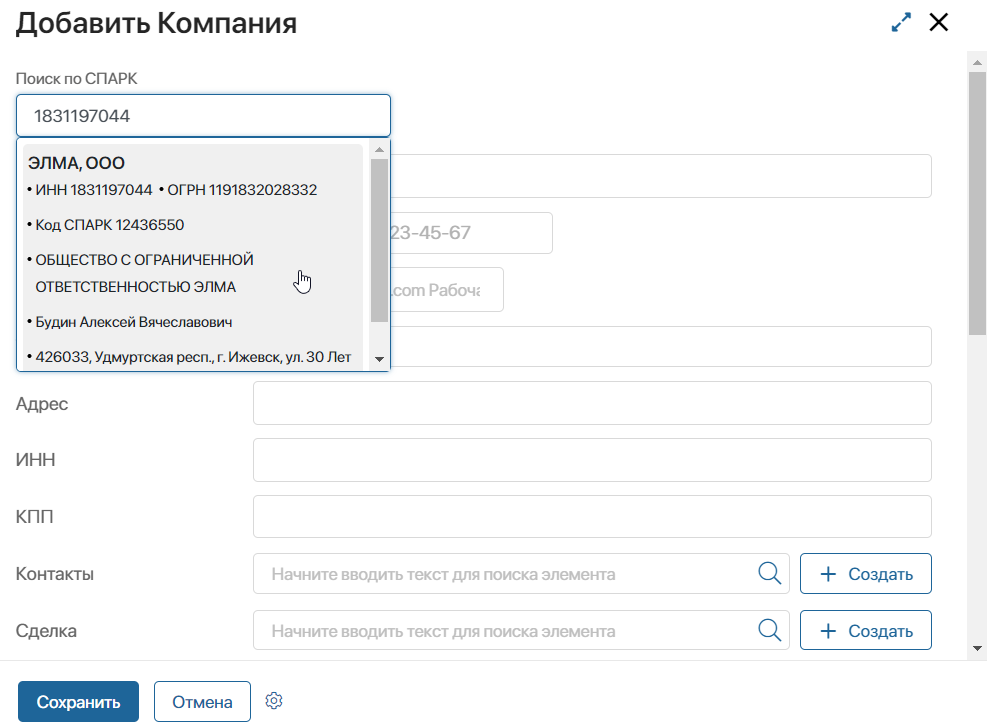 Добавить Компания
Поиск по СПАРК
1831197044
ЭЛМА, ООО
• ИНН 1831197044 • ОГРН 1191832028332
• Код СПАРК 12436550
• ОБЩЕСТВО С ОГРАНИЧЕННОЙ
ОТВЕТСТВЕННОСТЬЮ ЭЛМА
• Будин Алексей Вячеславович
• 426033, Удмуртская респ., г. Ижевск, ул. 30 Лет
23-45-67
.com Рабоча
Адрес
ИНН
КПП
Контакты
Начните вводить текст для поиска элемента
+ Создать
Сделка
Начните вводить текст для поиска элемента
+ Создать
Сохранить
Отмена